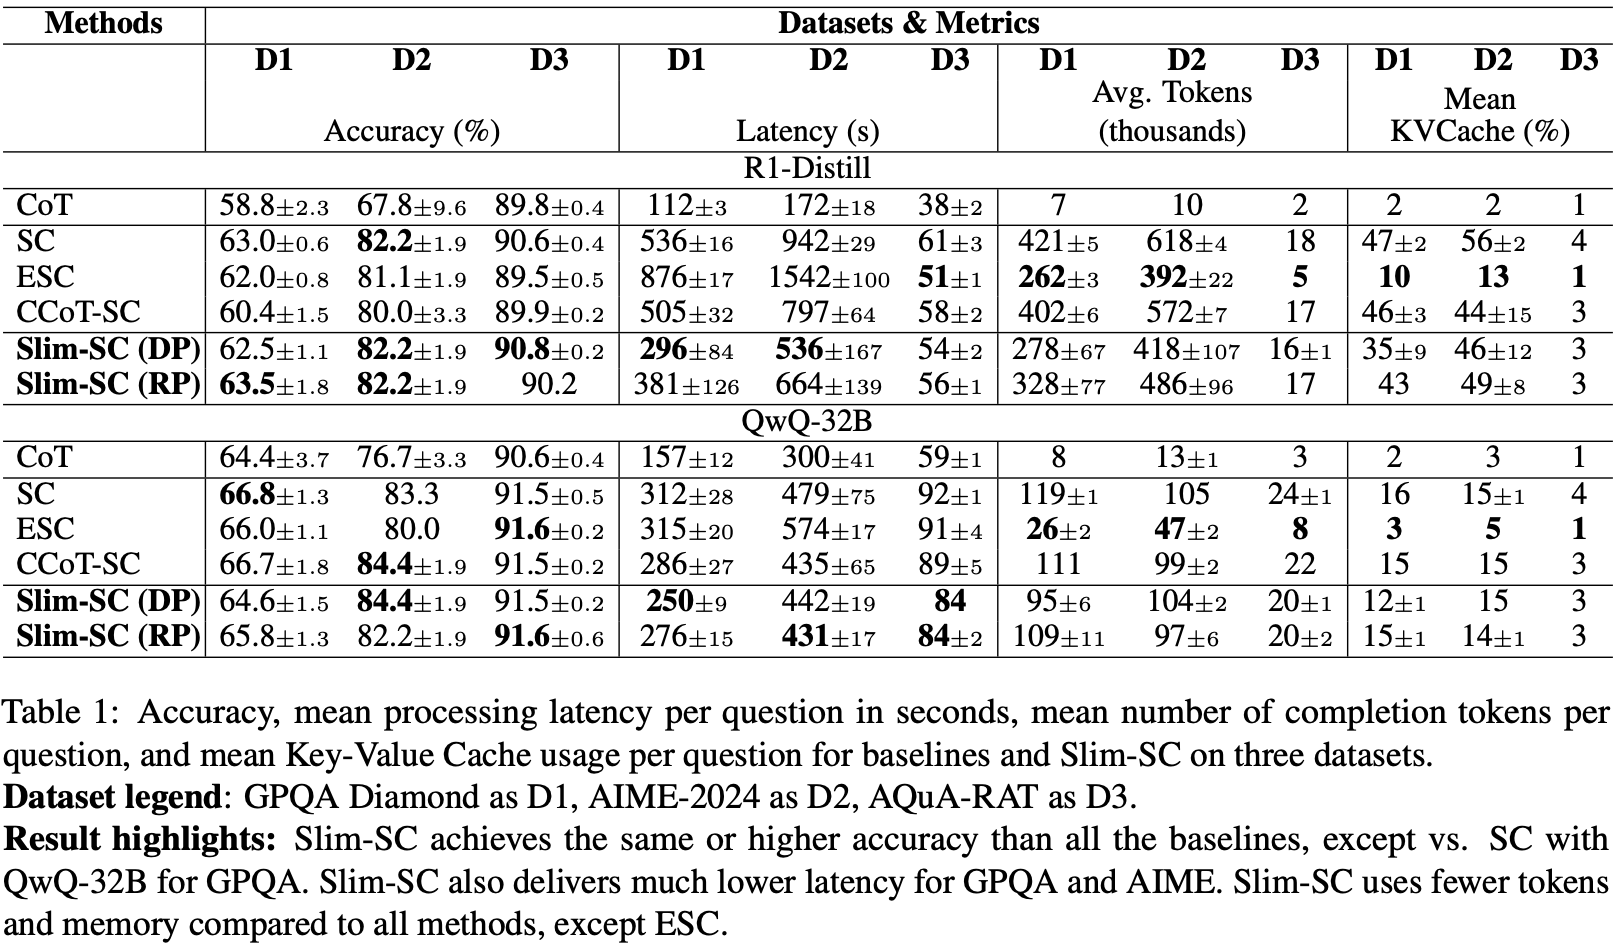 Methods Datasets & Metrics
D1 D2 D3 D1 D2 D3 D1 D2 D3 D1 D2 D3
Accuracy (%) Latency (s) Avg. Tokens (thousands) Mean KVCache (%)
R1-Distill
CoT 58.8±2.3 67.8±9.6 89.8±0.4 112±3 172±18 38±2 7 10 2 2 2 1
SC 63.0±0.6 82.2±1.9 90.6±0.4 536±16 942±29 61±3 421±5 618±4 18 47±2 56±2 4
ESC 62.0±0.8 81.1±1.9 89.5±0.5 876±17 1542±100 51±1 262±3 392±22 5 10 13 1
CCoT-SC 60.4±1.5 80.0±3.3 89.9±0.2 505±32 797±64 58±2 402±6 572±7 17 46±3 44±15 3
Slim-SC (DP) 62.5±1.1 82.2±1.9 90.8±0.2 296±84 536±167 54±2 278±67 418±107 16±1 35±9 46±12 3
Slim-SC (RP) 63.5±1.8 82.2±1.9 90.2 381±126 664±139 56±1 328±77 486±96 17 43 49±8 3
QwQ-32B
CoT 64.4±3.7 76.7±3.3 90.6±0.4 157±12 300±41 59±1 8 13±1 3 2 3 1
SC 66.8±1.3 83.3 91.5±0.5 312±28 479±75 92±1 119±1 105 24±1 16 15±1 4
ESC 66.0±1.1 80.0 91.6±0.2 315±20 574±17 91±4 26±2 47±2 8 3 5 1
CCoT-SC 66.7±1.8 84.4±1.9 91.5±0.2 286±27 435±65 89±5 111 99±2 22 15 15 3
Slim-SC (DP) 64.6±1.5 84.4±1.9 91.5±0.2 250±9 442±19 84 95±6 104±2 20±1 12±1 15 3
Slim-SC (RP) 65.8±1.3 82.2±1.9 91.6±0.6 276±15 431±17 84±2 109±11 97±6 20±2 15±1 14±1 3
Table 1: Accuracy, mean processing latency per question in seconds, mean number of completion tokens per
question, and mean Key-Value Cache usage per question for baselines and Slim-SC on three datasets.
Dataset legend: GPQA Diamond as D1, AIME-2024 as D2, AQuA-RAT as D3.
Result highlights: Slim-SC achieves the same or higher accuracy than all the baselines, except vs. SC with
QwQ-32B for GPQA. Slim-SC also delivers much lower latency for GPQA and AIME. Slim-SC uses fewer tokens
and memory compared to all methods, except ESC.